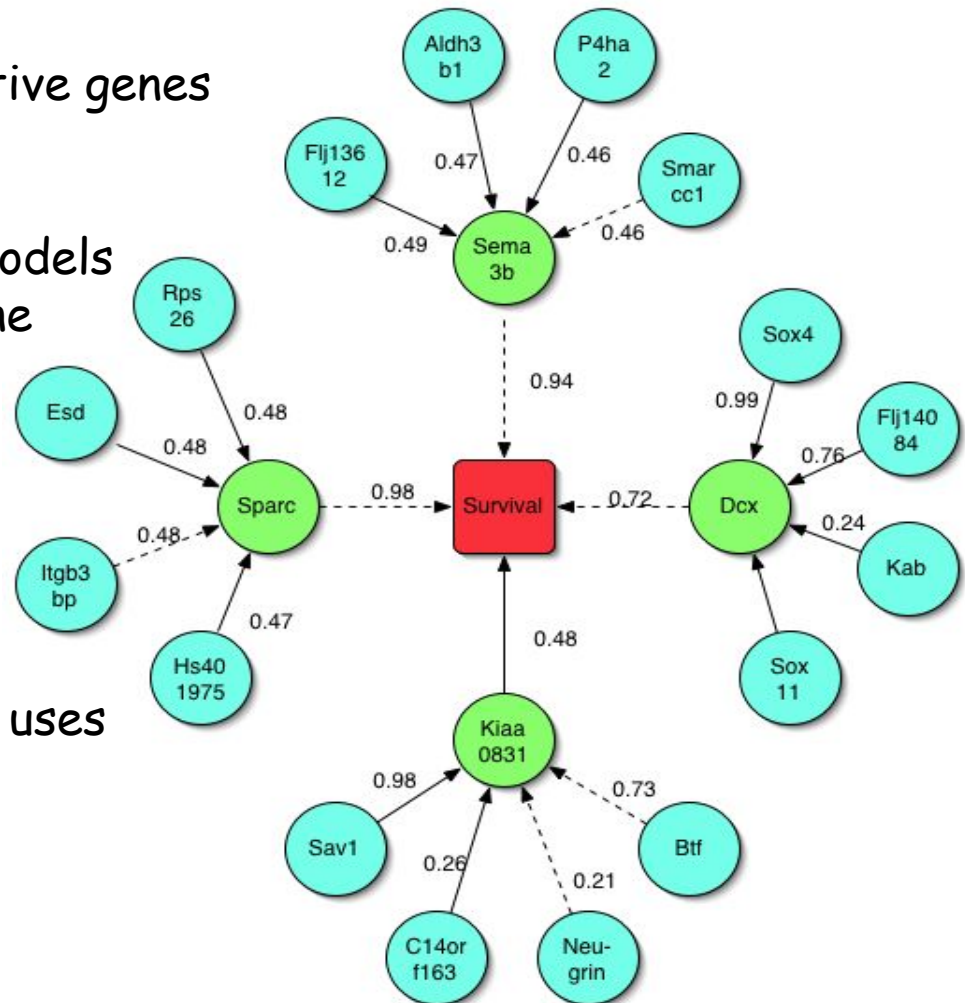 tive genes
odels
ne
uses
Aldh3
b1
P4ha
2
Flj136
12
Smar
cc1
0.47
0.46
0.49
0.46
Sema
3b
0.94
Rps
26
Esd
0.48
0.48
Sparc
0.48
Itgb3
bp
0.47
Hs40
1975
0.98
Survival
0.72
Sox4
0.99
Flj140
84
0.76
Dcx
0.24
Kab
Sox
11
0.48
Kiaa
0831
0.98
0.73
Sav1
Btf
0.26
0.21
C14or
f163
Neu-
grin